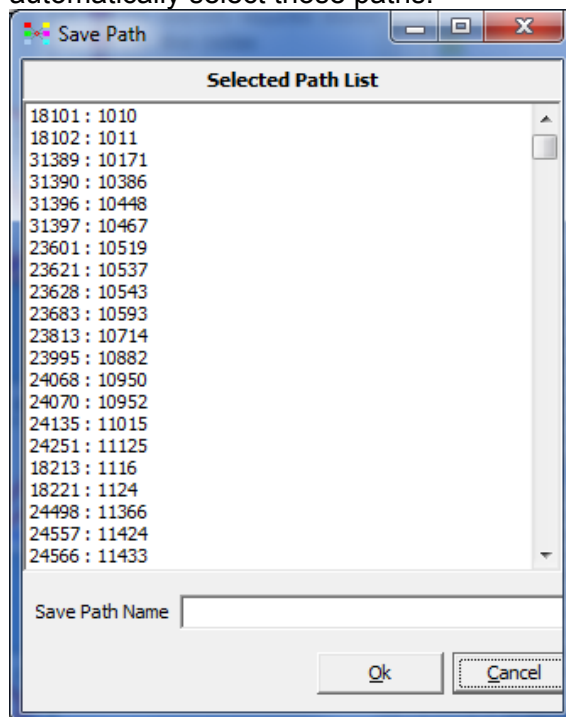 automatically select those paths.
Save Path
Selected Path List
18101 : 1010
18102 : 1011
31389 : 10171
31390 : 10386
31396 : 10448
31397 : 10467
23601 : 10519
23621 : 10537
23628 : 10543
23683 : 10593
23813 : 10714
23995 : 10882
24068 : 10950
24070 : 10952
24135 : 11015
24251 : 11125
18213 : 1116
18221 : 1124
24498 : 11366
24557 : 11424
24566 : 11433
Save Path Name
Ok Cancel